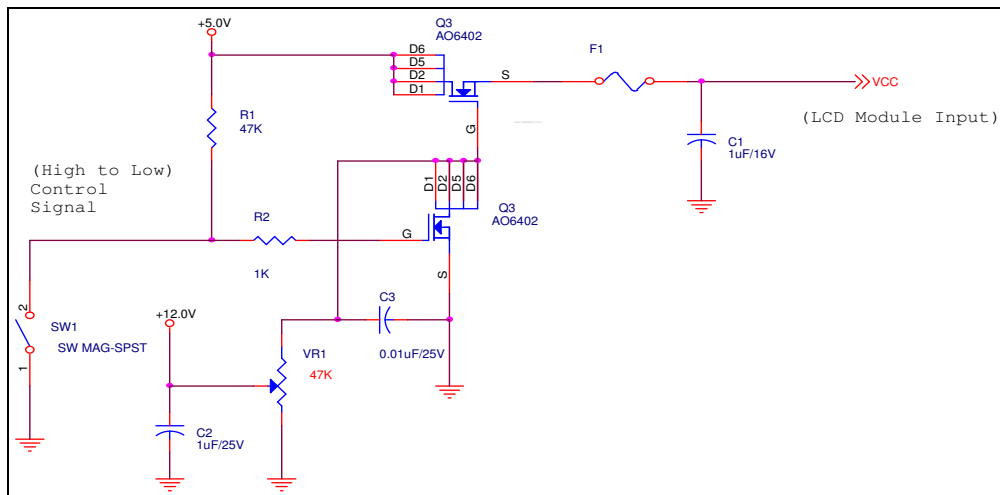 +5.0V
Q3
AO6402
D6
D5
D2
D1
S
G
F1
VCC
(LCD Module Input)
C1
1uF/16V
R1
47K
(High to Low)
Control
Signal
D1
D2
D5
D6
Q3
AO6402
R2
1K
G
S
2
SW1
SW MAG-SPST
1
+12.0V
C3
0.01uF/25V
VR1
47K
C2
1uF/25V